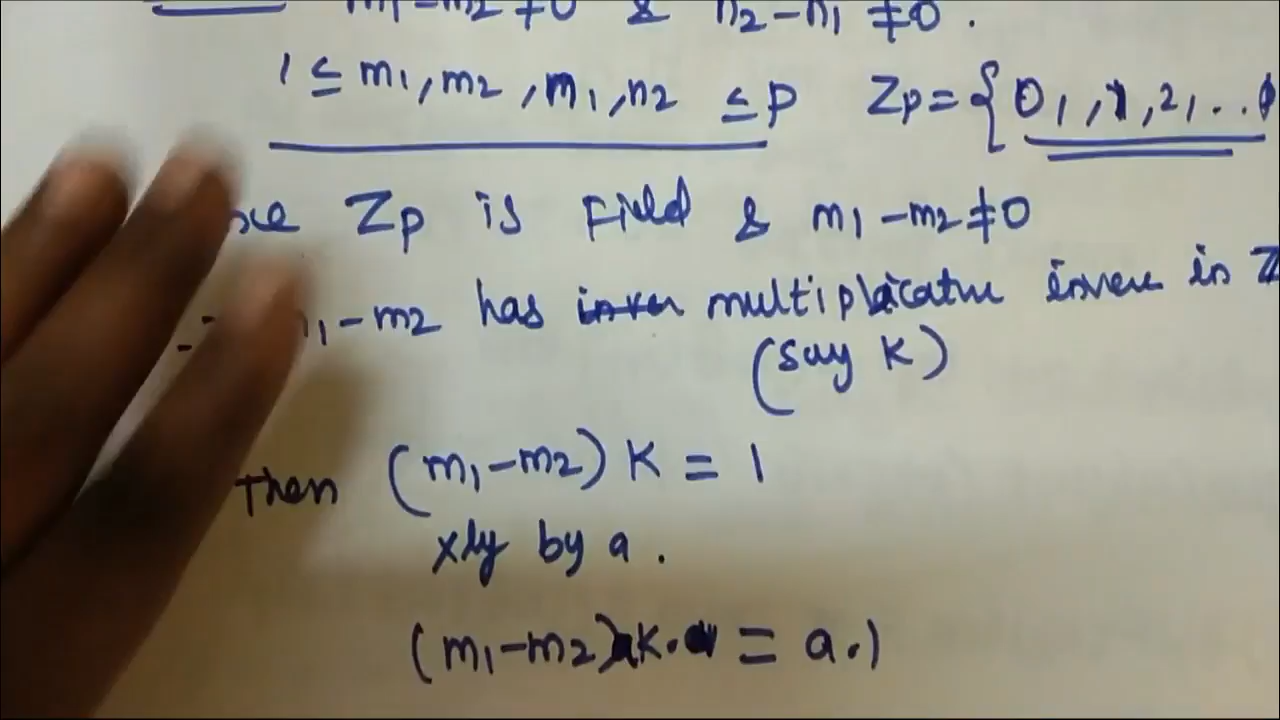 m1-m2≠0 & n2-n1 ≠0.
1 ≤ m1, m2, m1, n2 ≤ p Zp = {0, 1, 2, ..
Zp is Field & m1-m2≠0
-m2 has multiplicative inverse in Z
(say K)
Then (m1-m2) K = 1
xly by a.
(m1-m2) K. = a.1